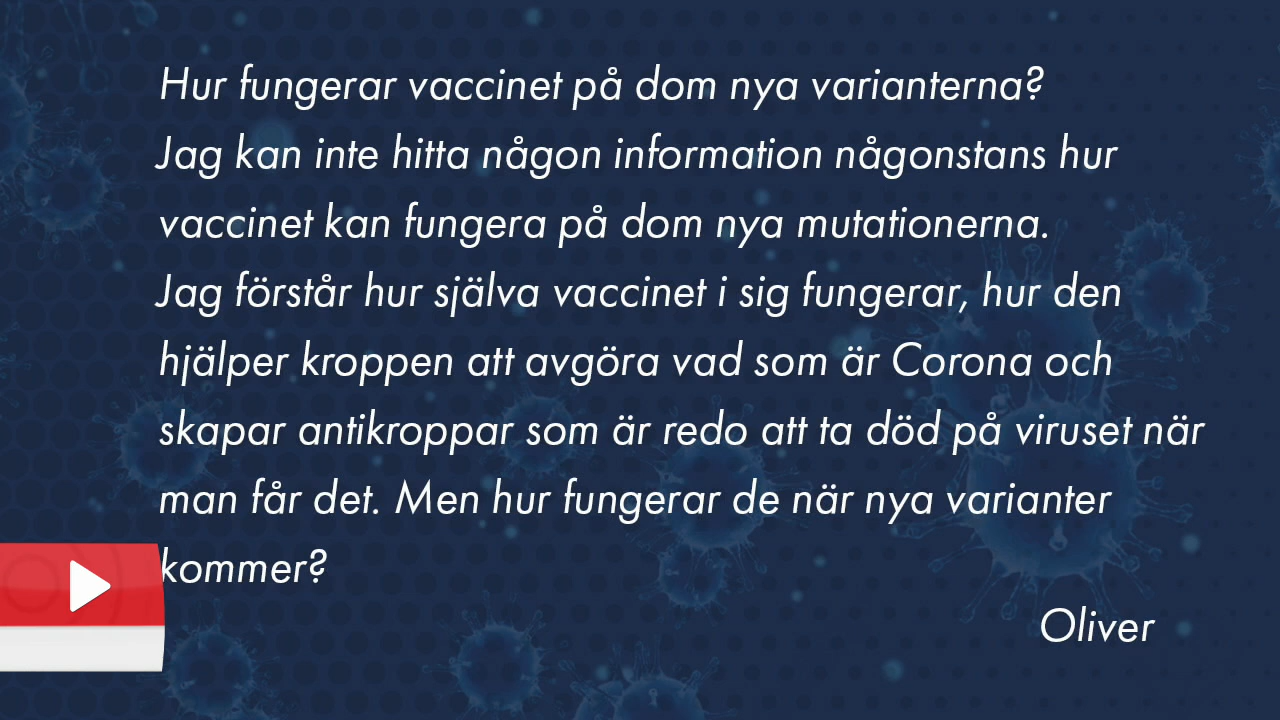 Hur fungerar vaccinet på dom nya varianterna?
Jag kan inte hitta någon information någonstans hur
vaccinet kan fungera på dom nya mutationerna.
Jag förstår hur själva vaccinet i sig fungerar, hur den
hjälper kroppen att avgöra vad som är Corona och
skapar antikroppar som är redo att ta död på viruset när
man får det. Men hur fungerar de när nya varianter
kommer?
Oliver